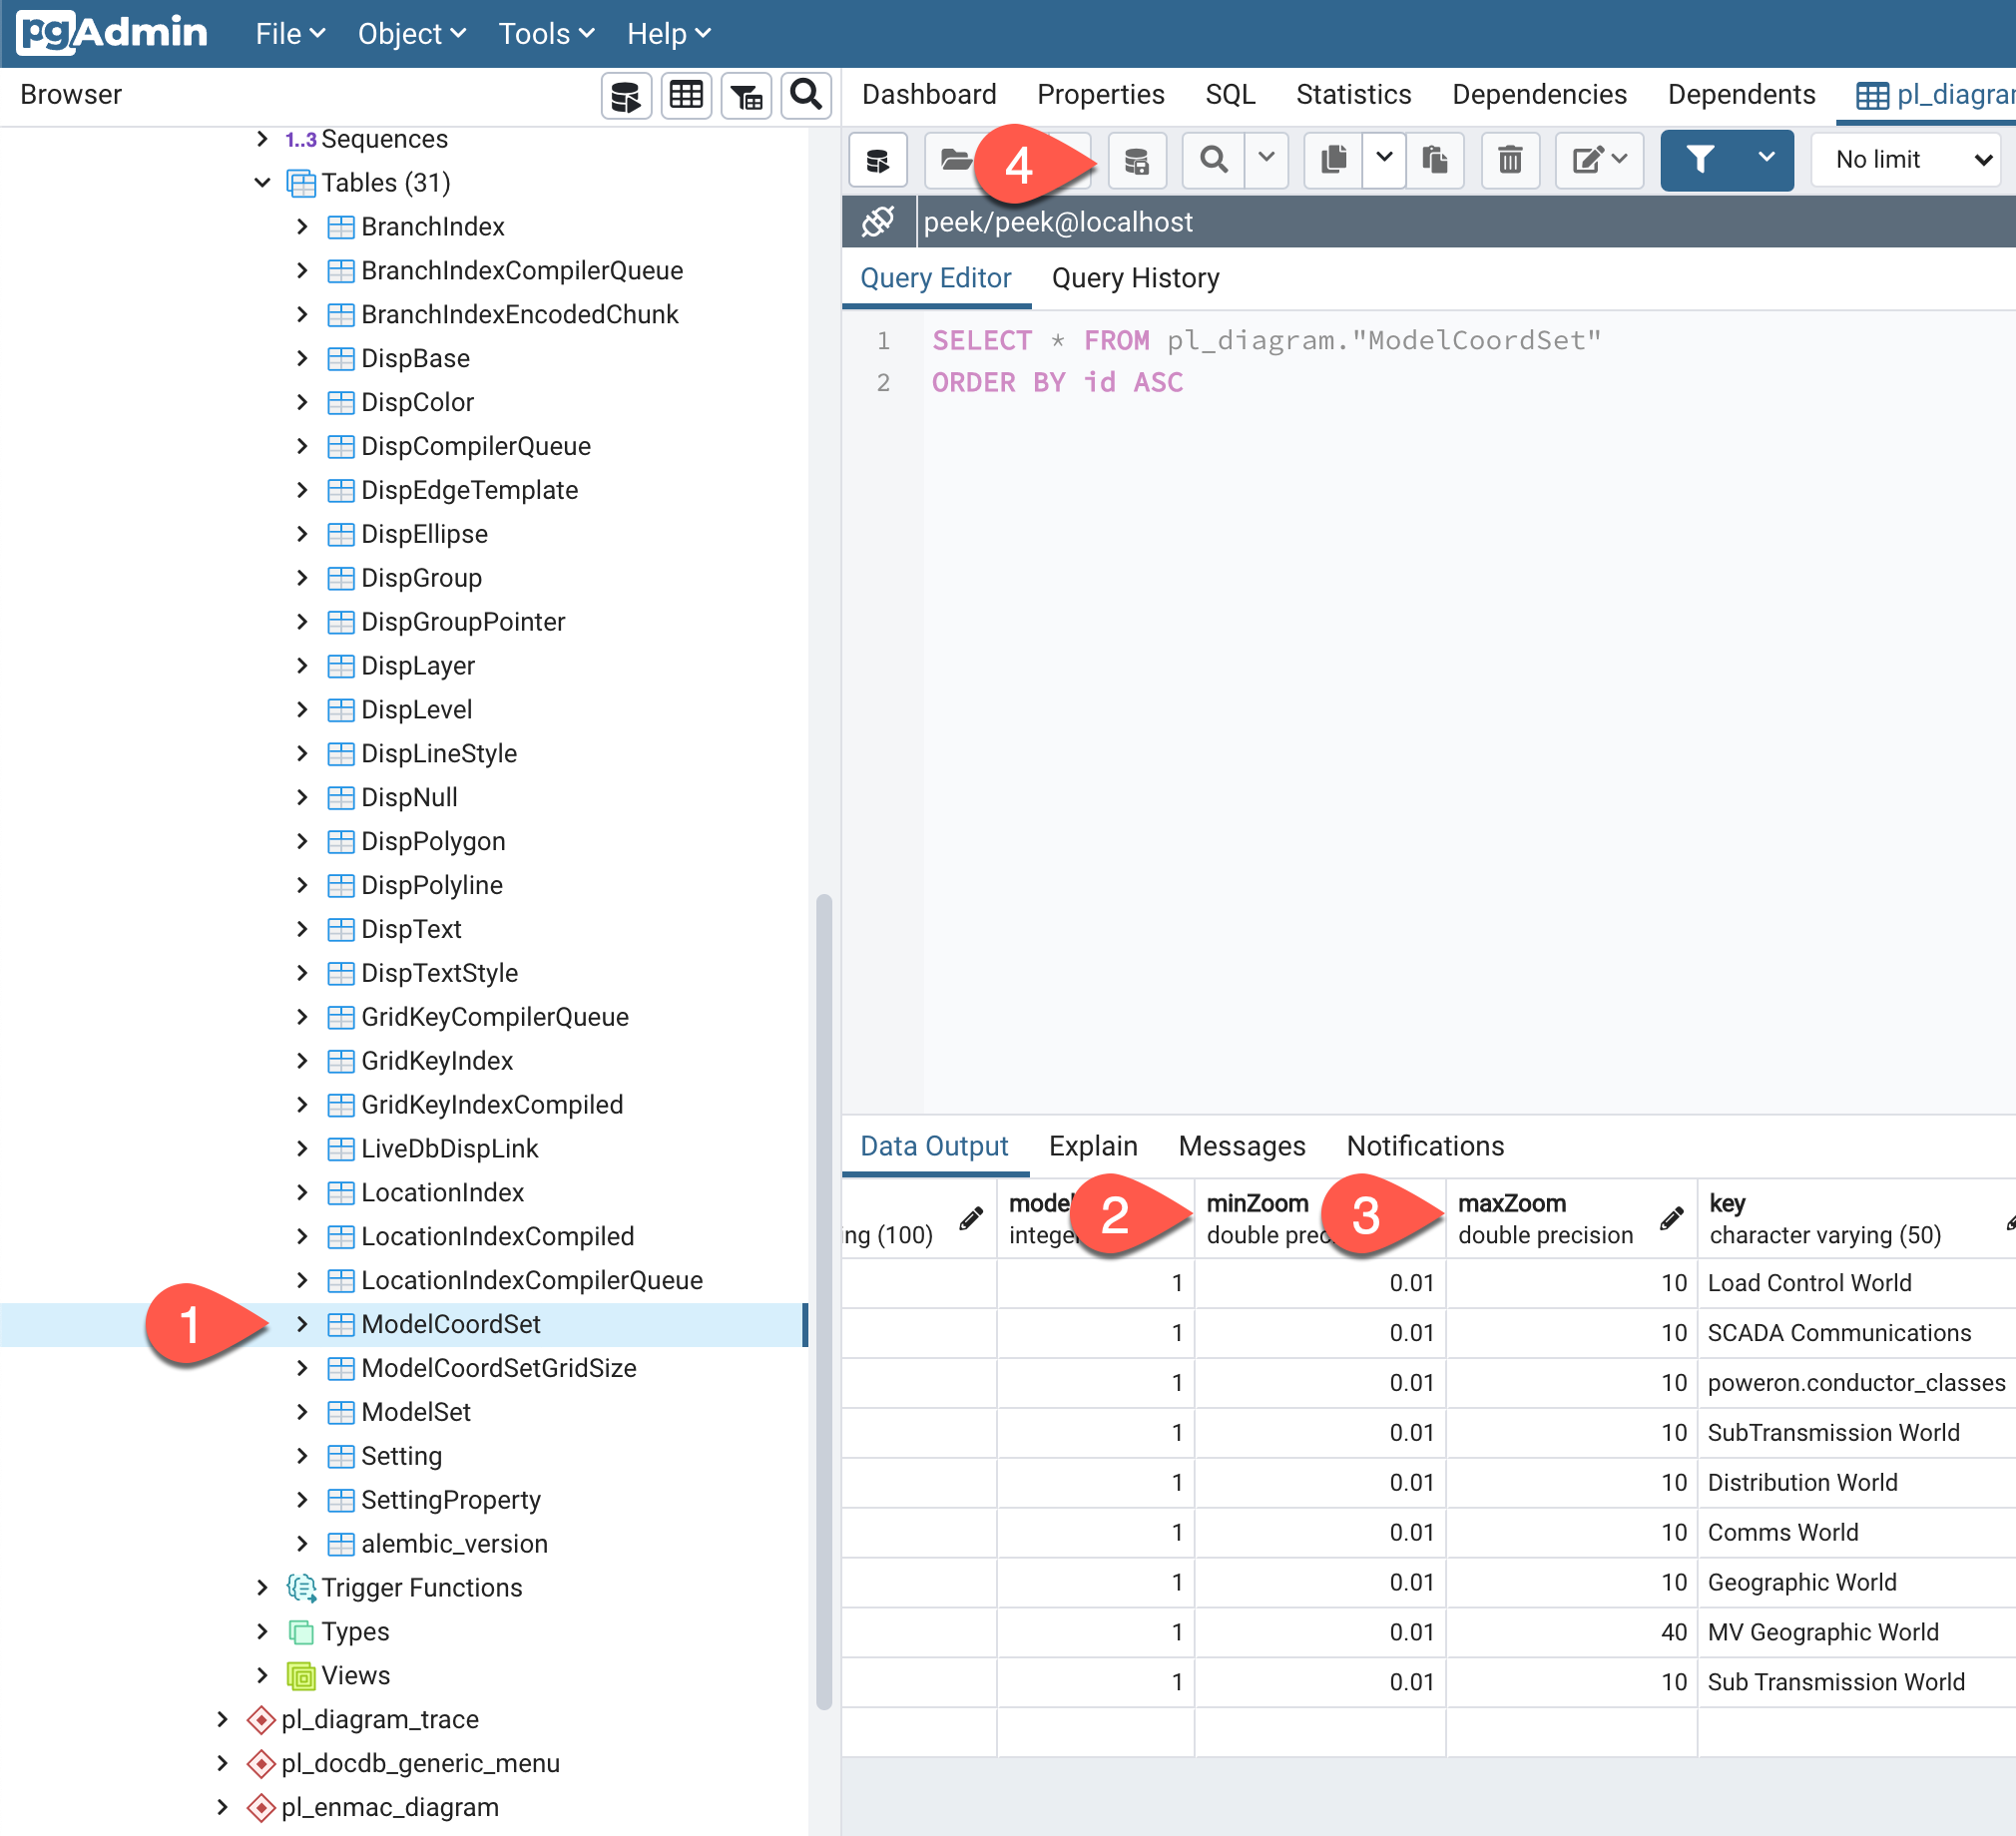 pgAdmin File Object Tools Help
Browser
Dashboard Properties SQL Statistics Dependencies Dependents
1..3 Sequences
Tables (31)
BranchIndex
BranchIndexCompilerQueue
BranchIndexEncodedChunk
DispBase
DispColor
DispCompilerQueue
DispEdgeTemplate
DispEllipse
DispGroup
DispGroupPointer
DispLayer
DispLevel
DispLineStyle
DispNull
DispPolygon
DispPolyline
DispText
DispTextStyle
GridKeyCompilerQueue
GridKeyIndex
GridKeyIndexCompiled
LiveDbDispLink
LocationIndex
LocationIndexCompiled
LocationIndexCompilerQueue
1
ModelCoordSet
ModelCoordSetGridSize
ModelSet
Setting
SettingProperty
alembic_version
Trigger Functions
Types
Views
pl_diagram_trace
pl_docdb_generic_menu
pl_enmac_diagram
4
No limit
peek/peek@localhost
Query Editor Query History
1 SELECT * FROM pl_diagram."ModelCoordSet"
2 ORDER BY id ASC
Data Output Explain Messages Notifications
2 minZoom 3 maxZoom key
(100) double precision character varying (50)
1 0.01 10 Load Control World
1 0.01 10 SCADA Communications
1 0.01 10 poweron.conductor_classes
1 0.01 10 SubTransmission World
1 0.01 10 Distribution World
1 0.01 10 Comms World
1 0.01 10 Geographic World
1 0.01 40 MV Geographic World
1 0.01 10 Sub Transmission World